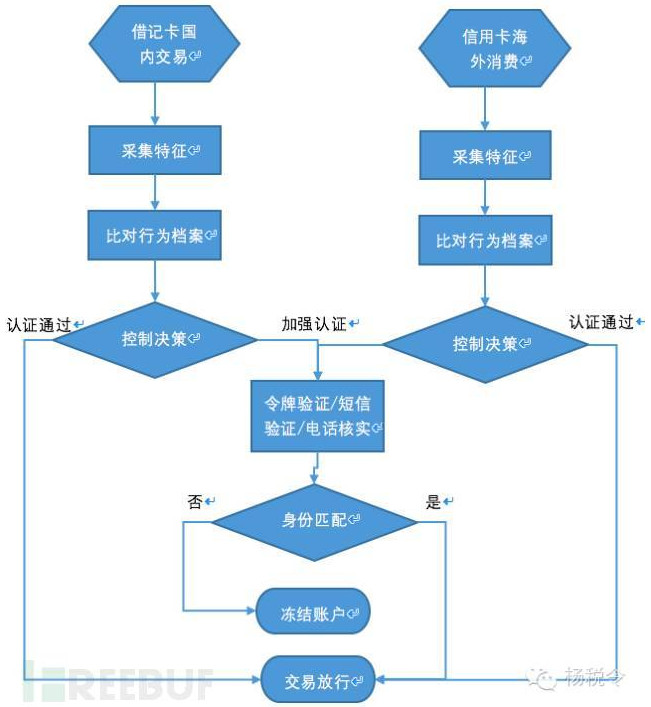 借记卡国
内交易
信用卡海
外消费
采集特征
采集特征
比对行为档案
比对行为档案
认证通过
控制决策
加强认证
控制决策
认证通过
令牌验证/短信
验证/电话核实
否
身份匹配
是
冻结账户
交易放行
REEBUF
杨税令